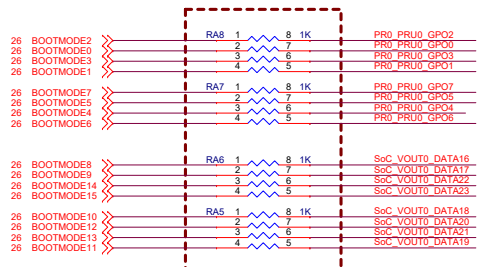 26 BOOTMODE2 RA8 1 8 1K PR0_PRU0_GPO2
26 BOOTMODE0 2 7 PR0_PRU0_GPO0
26 BOOTMODE3 3 6 PR0_PRU0_GPO3
26 BOOTMODE1 4 5 PR0_PRU0_GPO1
26 BOOTMODE7 RA7 1 8 1K PR0_PRU0_GPO7
26 BOOTMODE5 2 7 PR0_PRU0_GPO5
26 BOOTMODE4 3 6 PR0_PRU0_GPO4
26 BOOTMODE6 4 5 PR0_PRU0_GPO6
26 BOOTMODE8 RA6 1 8 1K SoC_VOUT0_DATA16
26 BOOTMODE9 2 7 SoC_VOUT0_DATA17
26 BOOTMODE14 3 6 SoC_VOUT0_DATA22
26 BOOTMODE15 4 5 SoC_VOUT0_DATA23
26 BOOTMODE10 RA5 1 8 1K SoC_VOUT0_DATA18
26 BOOTMODE12 2 7 SoC_VOUT0_DATA20
26 BOOTMODE13 3 6 SoC_VOUT0_DATA21
26 BOOTMODE11 4 5 SoC_VOUT0_DATA19